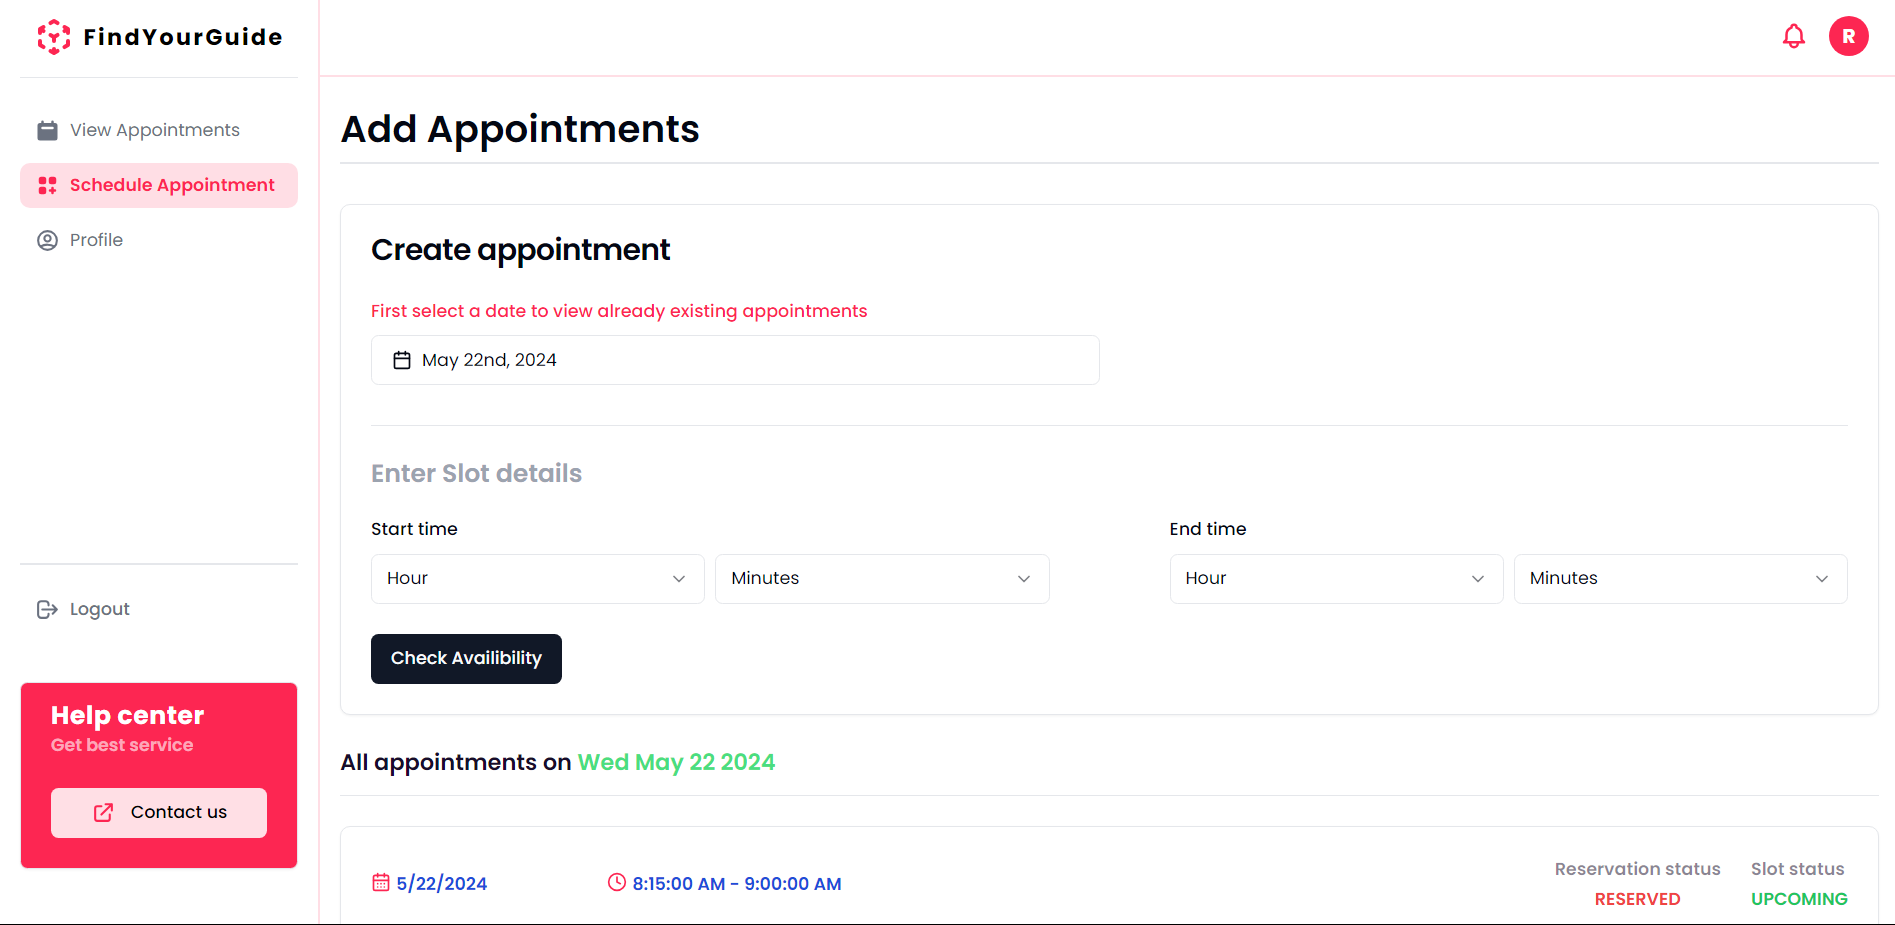 FindYourGuide
R
View Appointments
Schedule Appointment
Profile
Logout
Help center
Get best service
Contact us
Add Appointments
Create appointment
First select a date to view already existing appointments
May 22nd, 2024
Enter Slot details
Start time
End time
Hour
Minutes
Hour
Minutes
Check Availibility
All appointments on Wed May 22 2024
5/22/2024
8:15:00 AM - 9:00:00 AM
Reservation status
RESERVED
Slot status
UPCOMING